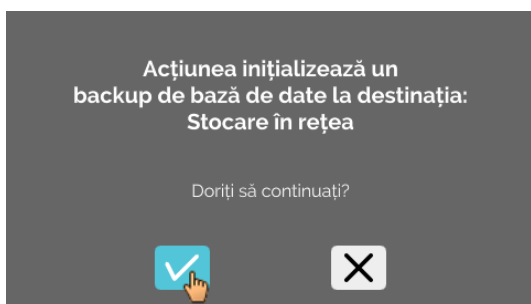 Acțiunea inițializează un
backup de bază de date la destinația:
Stocare în rețea
Doriți să continuați?